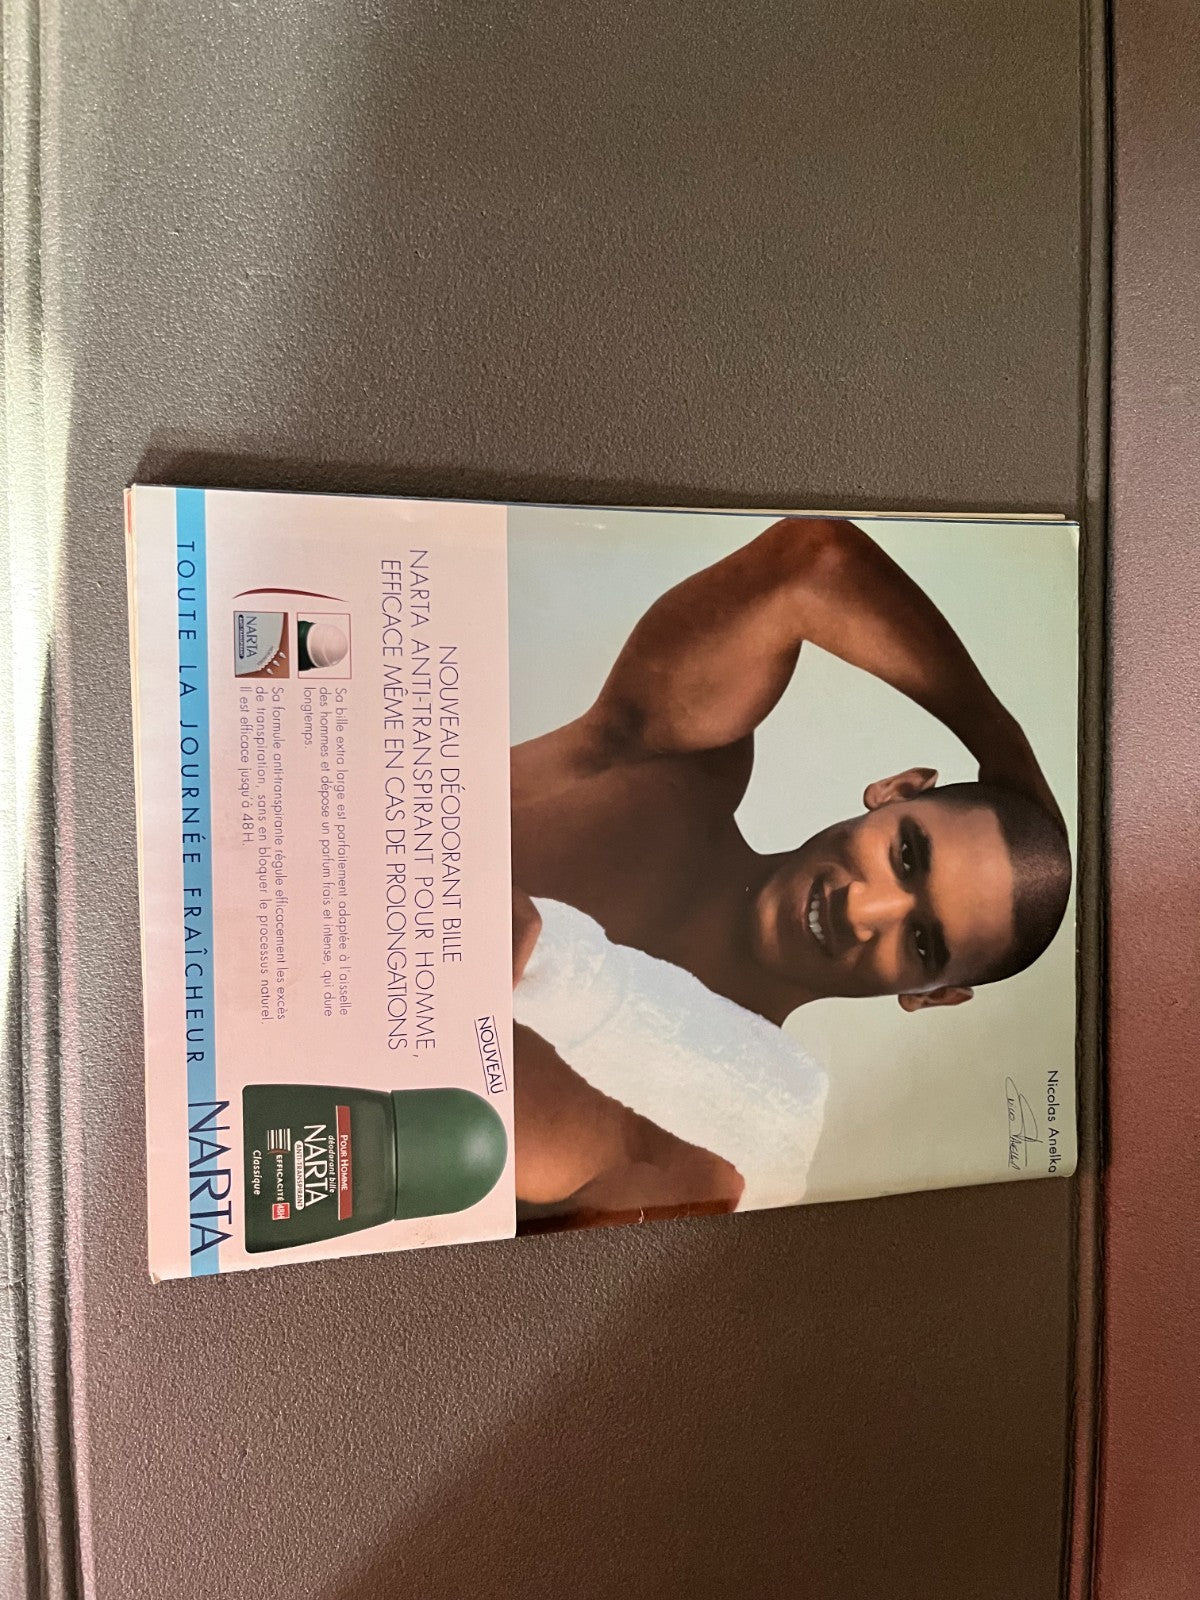 Nicolas Anelka
NOUVEAU
NOUVEAU DÉODORANT BILLE
NARTA ANTI-TRANSPIRANT POUR HOMME,
EFFICACE MÊME EN CAS DE PROLONGATIONS
Sa bille extra large est parfaitement adaptée à l'aisselle
des hommes et dépose un parfum frais et intense, qui dure
longtemps.
NARTA
ANTI-TRANSPIRANT
Sa formule anti-transpirante régule efficacement les excès
de transpiration, sans en bloquer le processus naturel.
Il est efficace jusqu'à 48H.
POUR HOMME
déodorant bille
NARTA
ANTI-TRANSPIRANT
EFFICACITÉ 48H
Classique
TOUTE LA JOURNÉE FRAÎCHEUR NARTA